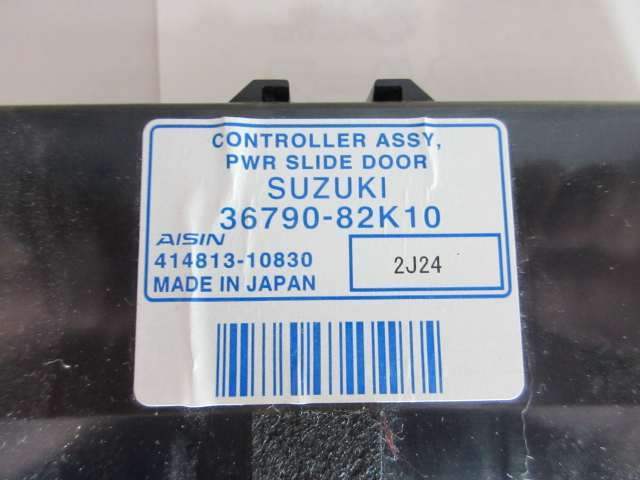 CONTROLLER ASSY,
PWR SLIDE DOOR
SUZUKI
36790-82K10
AISIN
414813-10830
2J24
MADE IN JAPAN